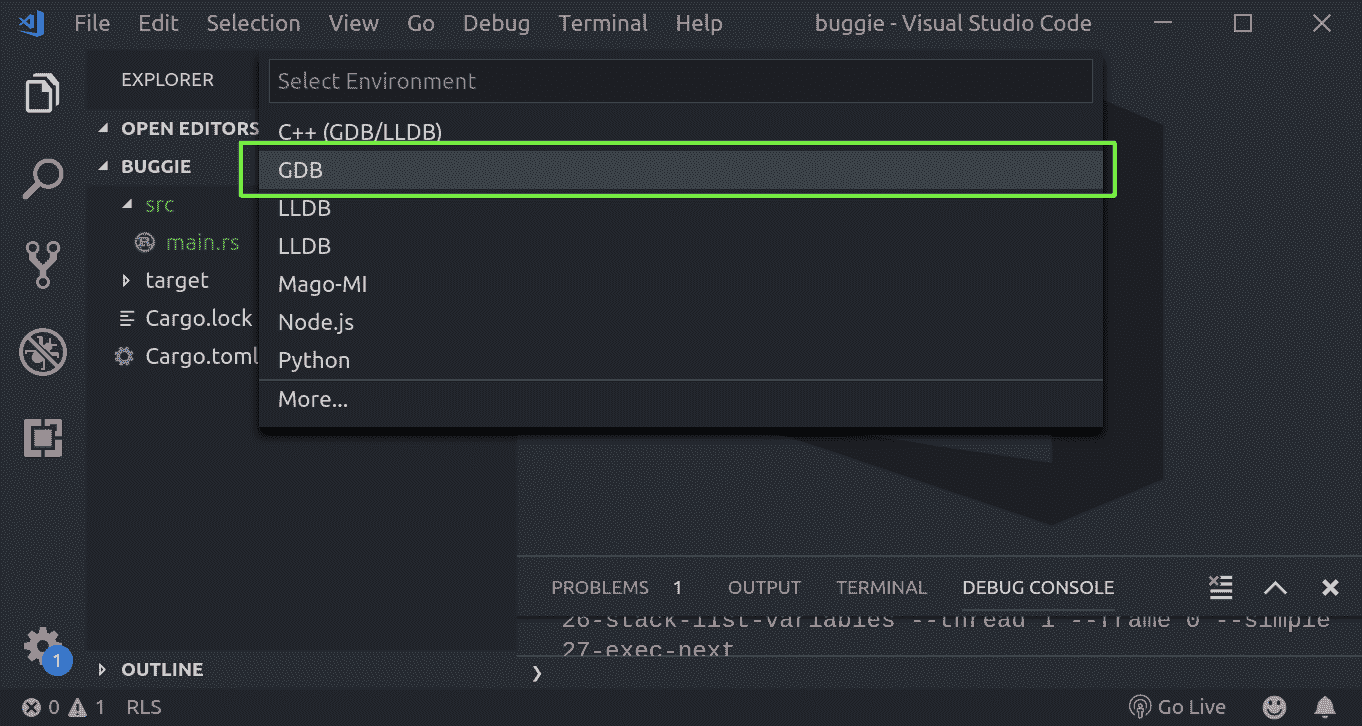 File Edit Selection View Go Debug Terminal Help buggie - Visual Studio Code
EXPLORER
Select Environment
OPEN EDITORS
C++ (GDB/LLDB)
BUGGIE
GDB
src
LLDB
main.rs
LLDB
target
Mago-MI
Cargo.lock
Node.js
Cargo.toml
Python
More...
PROBLEMS 1 OUTPUT TERMINAL DEBUG CONSOLE
26-stack-list-variables --thread 1 --frame 0 --simple
27-exec-next
1
OUTLINE
0 1 RLS Go Live